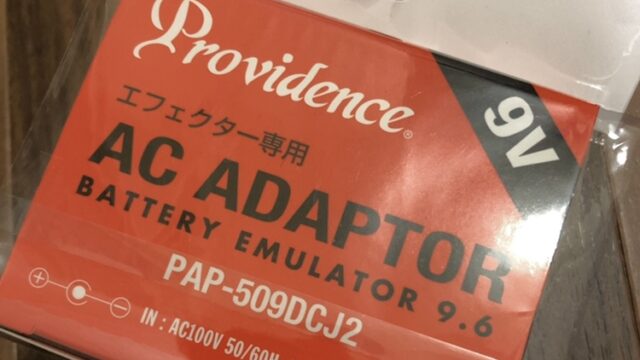 Providence®
9V
エフェクター専用
AC ADAPTOR
BATTERY EMULATOR 9.6
PAP-509DCJ2
IN : AC100V 50/60H